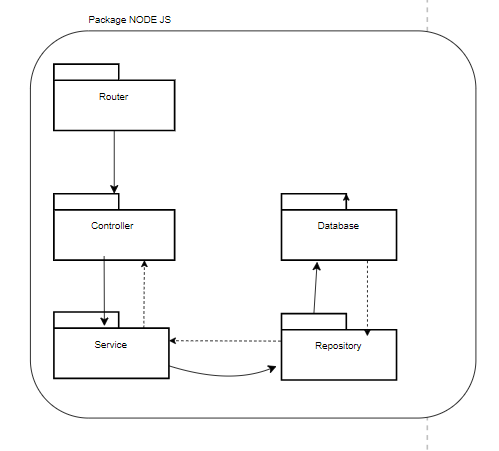 Package NODE JS
Router
Controller
Database
Service
Repository